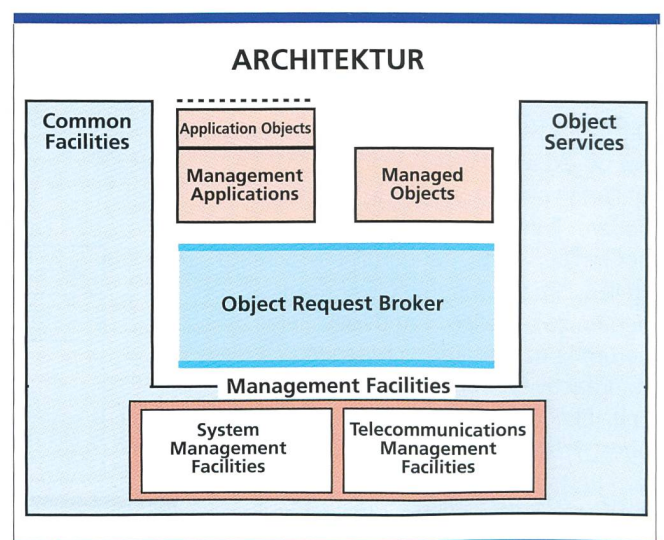 ARCHITEKTUR
Common
Facilities
Application Objects
Management
Applications
Managed
Objects
Object
Services
Object Request Broker
Management Facilities
System
Management
Facilities
Telecommunications
Management
Facilities